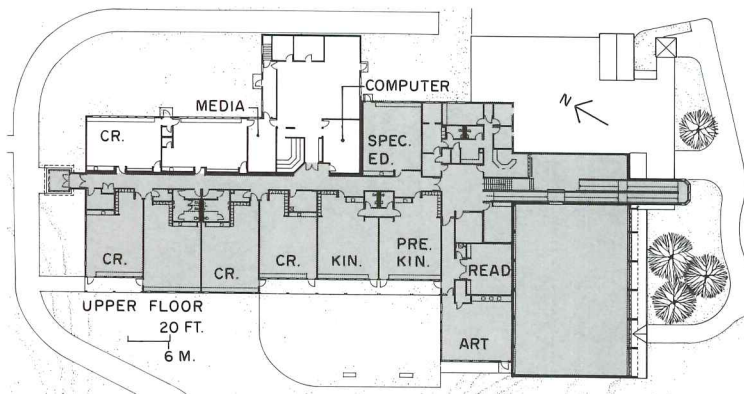 COMPUTER
MEDIA
N
CR.
SPEC.
ED.
CR.
CR.
CR.
KIN.
PRE.
KIN.
READ
UPPER FLOOR
20 FT.
6 M.
ART